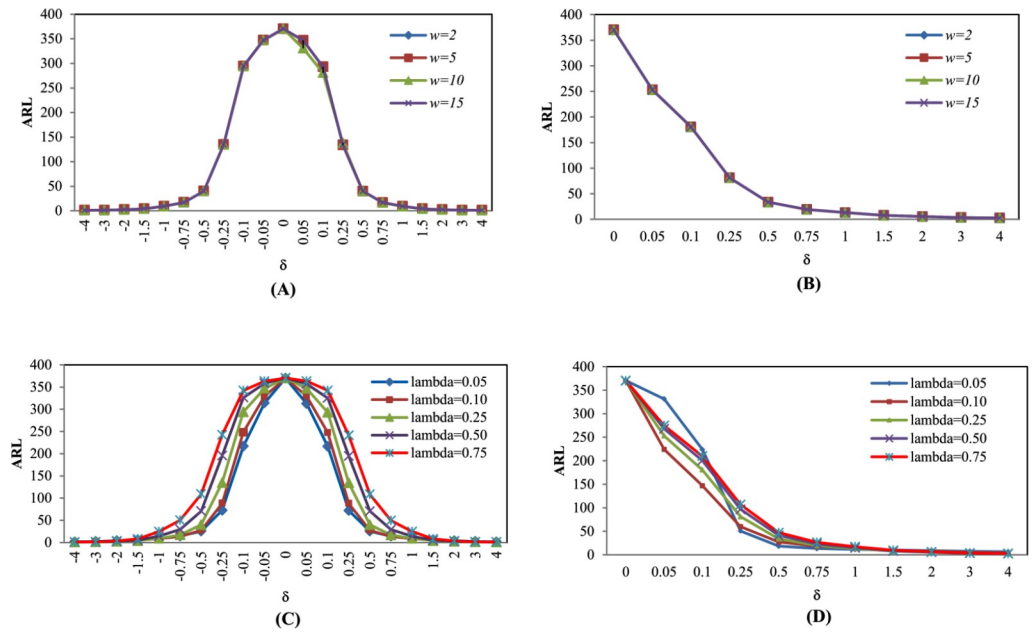 400
350
300
250
200
150
100
50
0
ARL
w=2
w=5
w=10
w=15
-4 -3 -2 -1.5 -1 -0.75 -0.5 -0.25 -0.1 -0.05 0 0.05 0.1 0.25 0.5 0.75 1 1.5 2 3 4
δ
(A)
400
350
300
250
200
150
100
50
0
ARL
w=2
w=5
w=10
w=15
0 0.05 0.1 0.25 0.5 0.75 1 1.5 2 3 4
δ
(B)
400
350
300
250
200
150
100
50
0
ARL
lambda=0.05
lambda=0.10
lambda=0.25
lambda=0.50
lambda=0.75
-4 -3 -2 -1.5 -1 -0.75 -0.5 -0.25 -0.1 -0.05 0 0.05 0.1 0.25 0.5 0.75 1 1.5 2 3 4
δ
(C)
400
350
300
250
200
150
100
50
0
ARL
lambda=0.05
lambda=0.10
lambda=0.25
lambda=0.50
lambda=0.75
0 0.05 0.1 0.25 0.5 0.75 1 1.5 2 3 4
δ
(D)